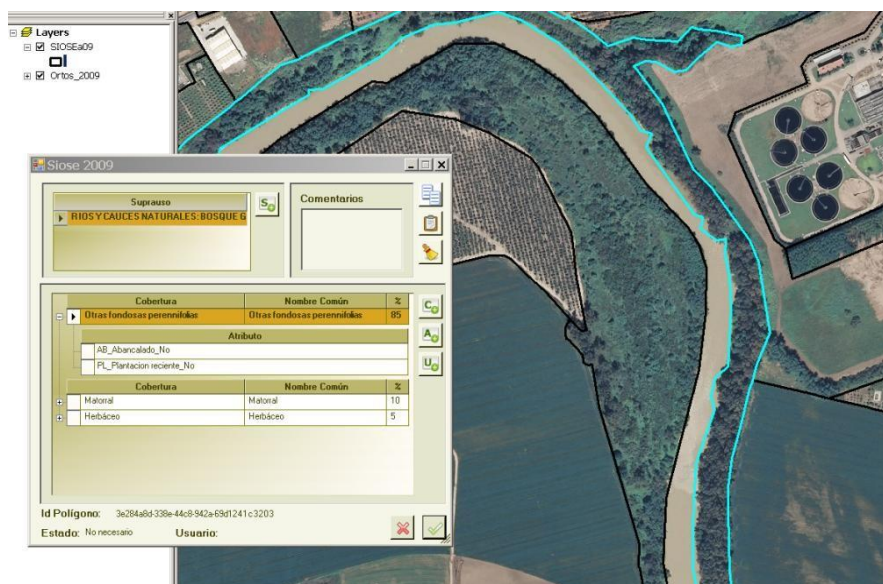 Layers
SIOSEa09
Ortos_2009
Siose 2009
Suprauso
RIOS Y CAUCES NATURALES: BOSQUE G
S
Comentarios
Cobertura Nombre Común %
Otras fondosas perennifolias Otras fondosas perennifolias 85
C
Atributo
A
AB_Abancalado_No
PL_Plantacion reciente_No
U
Cobertura Nombre Común %
Matorral Matorral 10
Herbáceo Herbáceo 5
Id Polígono: 3e284a8d-338e-44c8-942a-69d1241c3203
Estado: No necesario Usuario: